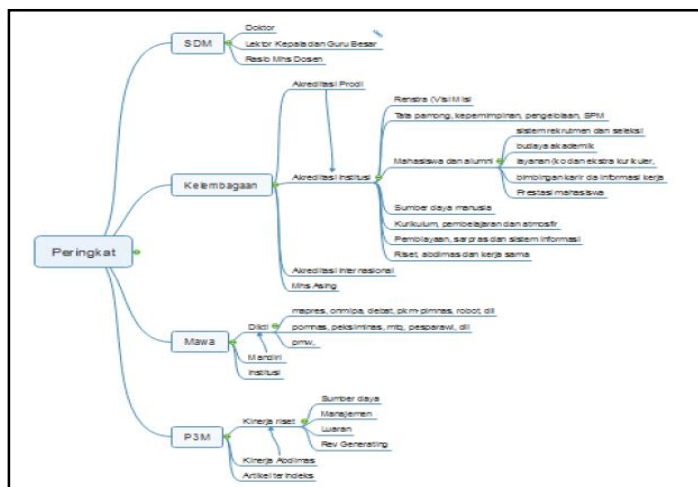 Peringkat
SDM
Doktor
Lektor Kepala dan Guru Besar
Rasio Mhs Dosen
Kelembagaan
Akreditasi Prodi
Akreditasi Institusi
Renstra (Visi Misi
Tata pamong, kepemimpinan, pengelolaan, SPM
Mahasiswa dan alumni
sistem rekrutmen dan seleksi
budaya akademik
layanan (ko dan ekstra kurikuler,
bimbingan karir da informasi kerja
Prestasi mahasiswa
Sumber daya manusia
Kurikulum, pembelajaran dan atmosfir
Pembiayaan, sarpras dan sistem informasi
Riset, abdimas dan kerja sama
Akreditasi Internasional
Mhs Asing
Mawa
Dikti
mapres, onmipa, debat, pkm-pimnas, robot, dll
pomnas, peksiminas, mtq, pesparawi, dll
pmw,
Mandiri
Institusi
P3M
Kinerja riset
Sumber daya
Manajemen
Luaran
Rev Generating
Kinerja Abdimas
Artikel terindeks